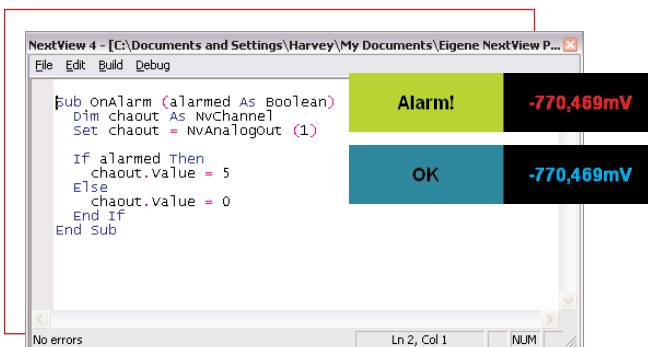 NextView 4 - [C:\Documents and Settings\Harvey\My Documents\Eigene NextView P...
File Edit Build Debug
Sub OnAlarm (alarmed As Boolean)
Dim chaout As NvChannel
Set chaout = NvAnalogOut (1)
If alarmed Then
chaout.Value = 5
Else
chaout.Value = 0
End If
End Sub
Alarm! -770,469mV
OK -770,469mV
No errors Ln 2, Col 1 NUM